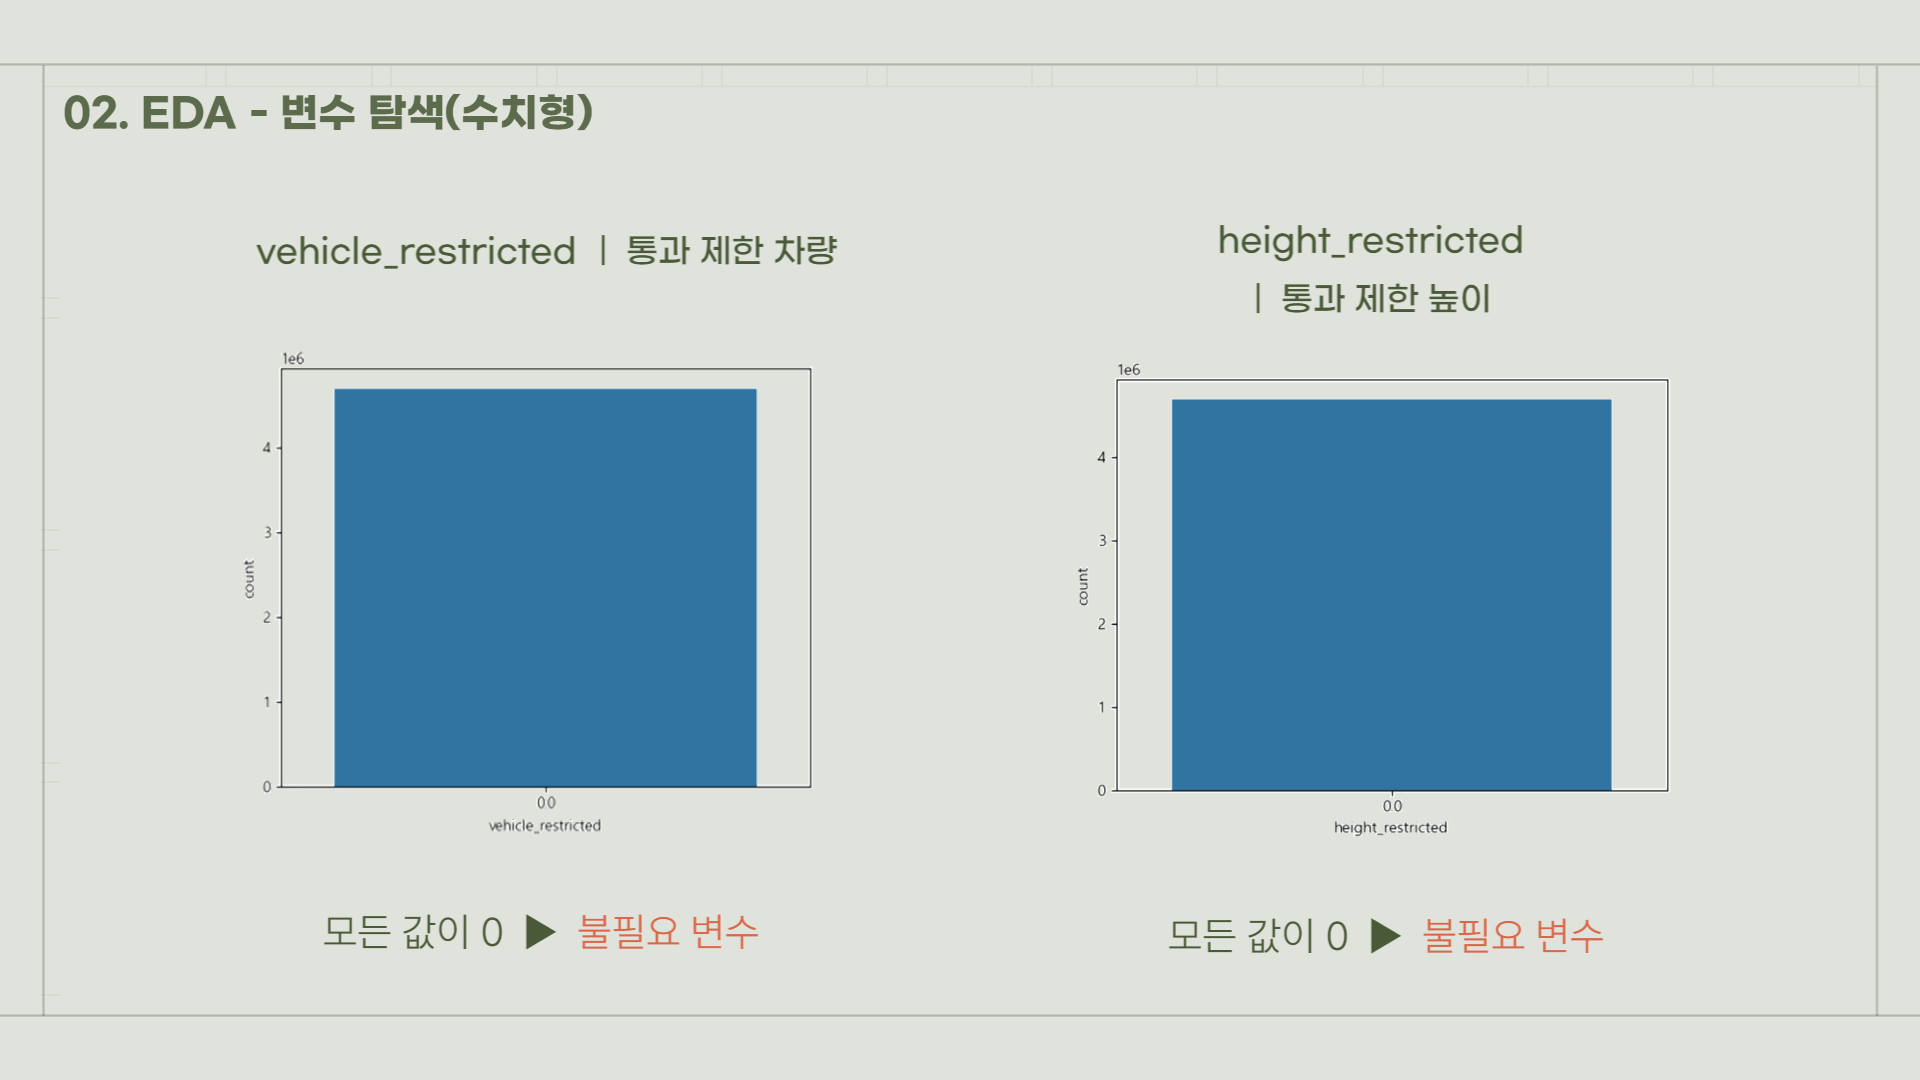 02. EDA - 변수 탐색(수치형)
vehicle_restricted | 통과 제한 차량
1e6
4
3
2
1
0
count
0.0
vehicle_restricted
모든 값이 0 ▶ 불필요 변수
height_restricted
| 통과 제한 높이
1e6
4
3
2
1
0
count
0.0
height_restricted
모든 값이 0 ▶ 불필요 변수